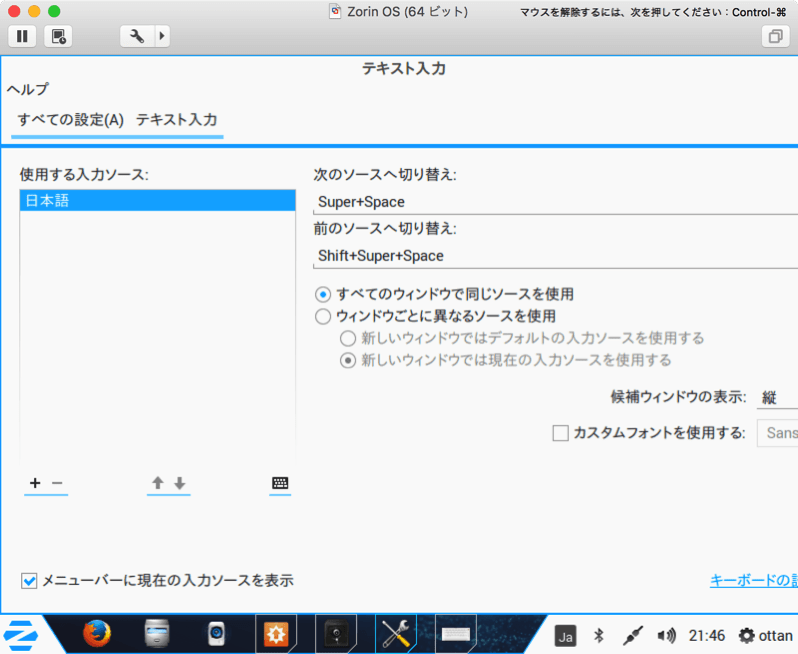 Zorin OS (64 ビット)
マウスを解除するには、次を押してください：Control-⌘
テキスト入力
ヘルプ
すべての設定(A) テキスト入力
使用する入力ソース:
日本語
次のソースへ切り替え:
Super+Space
前のソースへ切り替え:
Shift+Super+Space
すべてのウィンドウで同じソースを使用
ウィンドウごとに異なるソースを使用
新しいウィンドウではデフォルトの入力ソースを使用する
新しいウィンドウでは現在の入力ソースを使用する
候補ウィンドウの表示: 縦
カスタムフォントを使用する: Sans
メニューバーに現在の入力ソースを表示
キーボードの設
Ja 21:46 ottan